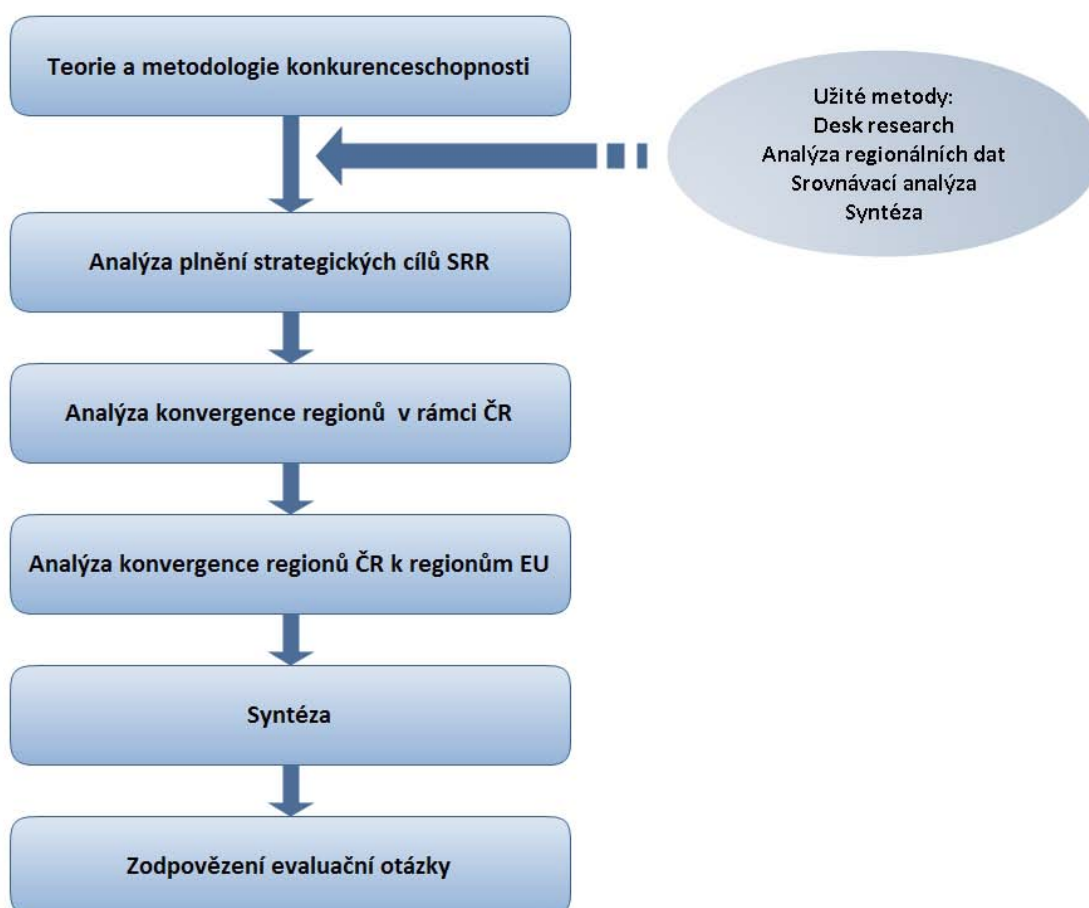 Teorie a metodologie konkurenceschopnosti
Užité metody:
Desk research
Analýza regionálních dat
Srovnávací analýza
Syntéza
Analýza plnění strategických cílů SRR
Analýza konvergence regionů v rámci ČR
Analýza konvergence regionů ČR k regionům EU
Syntéza
Zodpovězení evaluační otázky